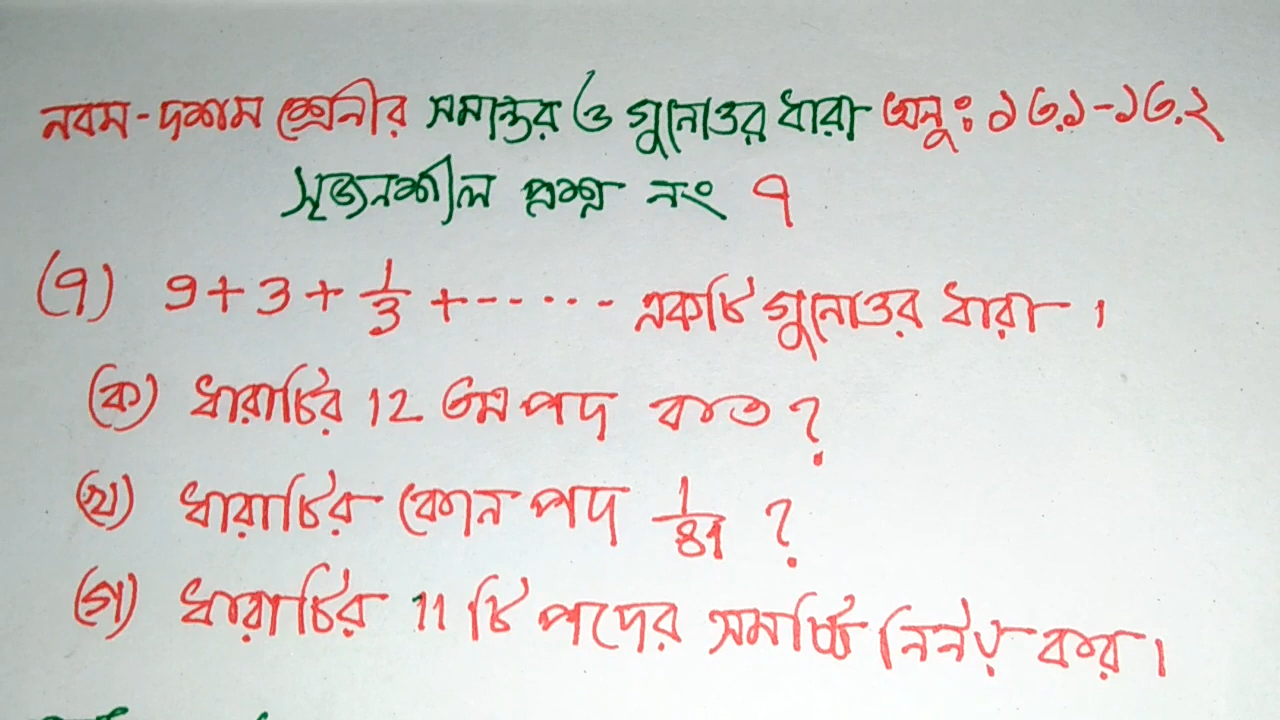 নবম-দশম শ্রেনীর সমান্তর ও গুনোত্তর ধারা অনু: ১৩.১-১৩.২
সৃজনশীল প্রশ্ন নং ৭
(৭) 9+3+1/3+------ একটি গুনোত্তর ধারা ।
(ক) ধারাটির 12 তম পদ কত ?
(খ) ধারাটির কোন পদ 1/81 ?
(গ) ধারাটির 11 টি পদের সমষ্টি নির্নয় কর ।